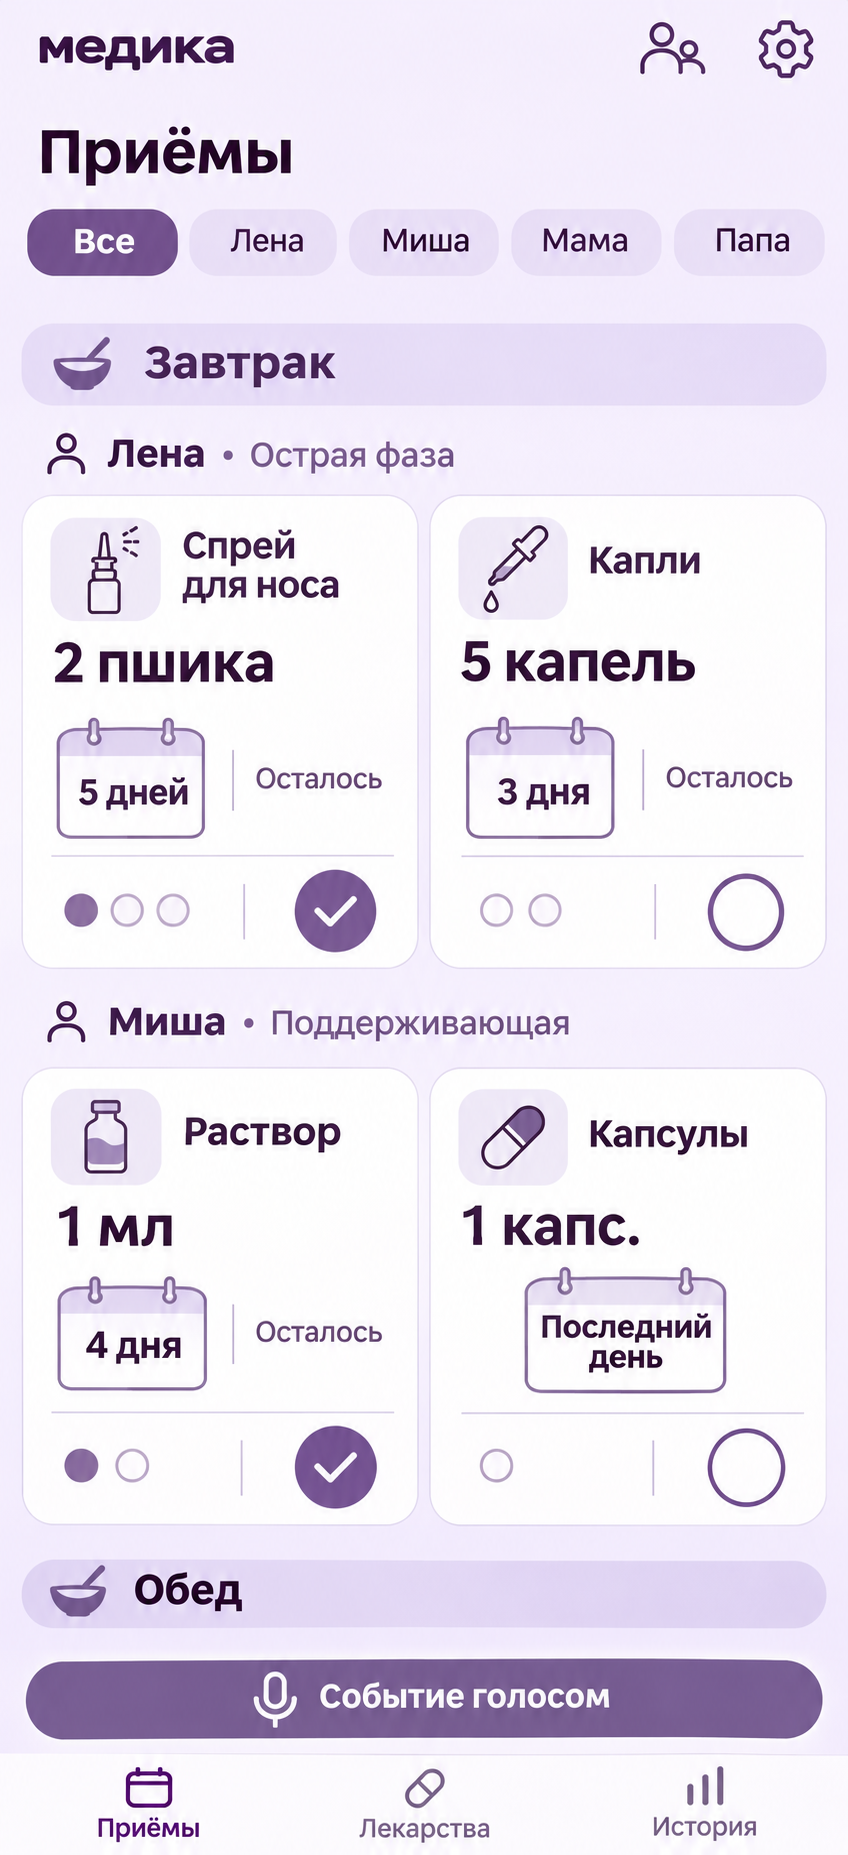 медика
Приёмы
Все
Лена
Миша
Мама
Папа
Завтрак
Лена • Острая фаза
Спрей
для носа
2 пшика
5 дней
Осталось
Капли
5 капель
3 дня
Осталось
Миша • Поддерживающая
Раствор
1 мл
4 дня
Осталось
Капсулы
1 капс.
Последний
день
Обед
Событие голосом
Приёмы
Лекарства
История